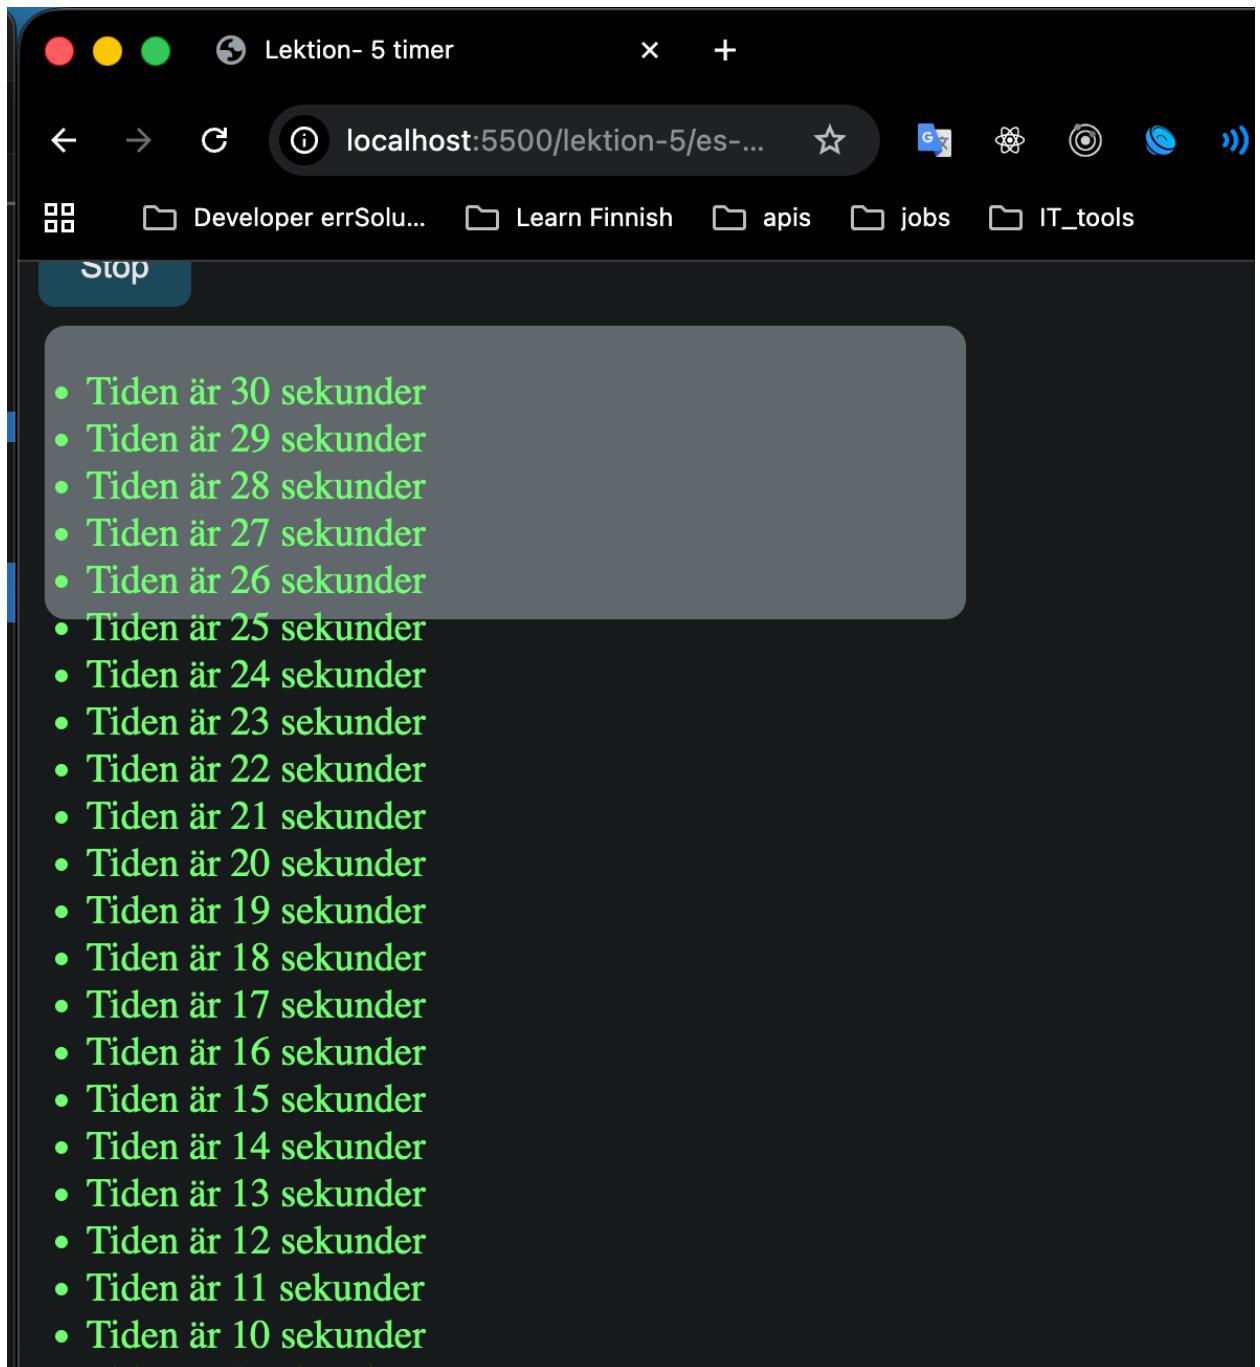 Lektion- 5 timer
localhost:5500/lektion-5/es-...
Developer errSolu...
Learn Finnish
apis
jobs
IT_tools
Stop
Tiden är 30 sekunder
Tiden är 29 sekunder
Tiden är 28 sekunder
Tiden är 27 sekunder
Tiden är 26 sekunder
Tiden är 25 sekunder
Tiden är 24 sekunder
Tiden är 23 sekunder
Tiden är 22 sekunder
Tiden är 21 sekunder
Tiden är 20 sekunder
Tiden är 19 sekunder
Tiden är 18 sekunder
Tiden är 17 sekunder
Tiden är 16 sekunder
Tiden är 15 sekunder
Tiden är 14 sekunder
Tiden är 13 sekunder
Tiden är 12 sekunder
Tiden är 11 sekunder
Tiden är 10 sekunder